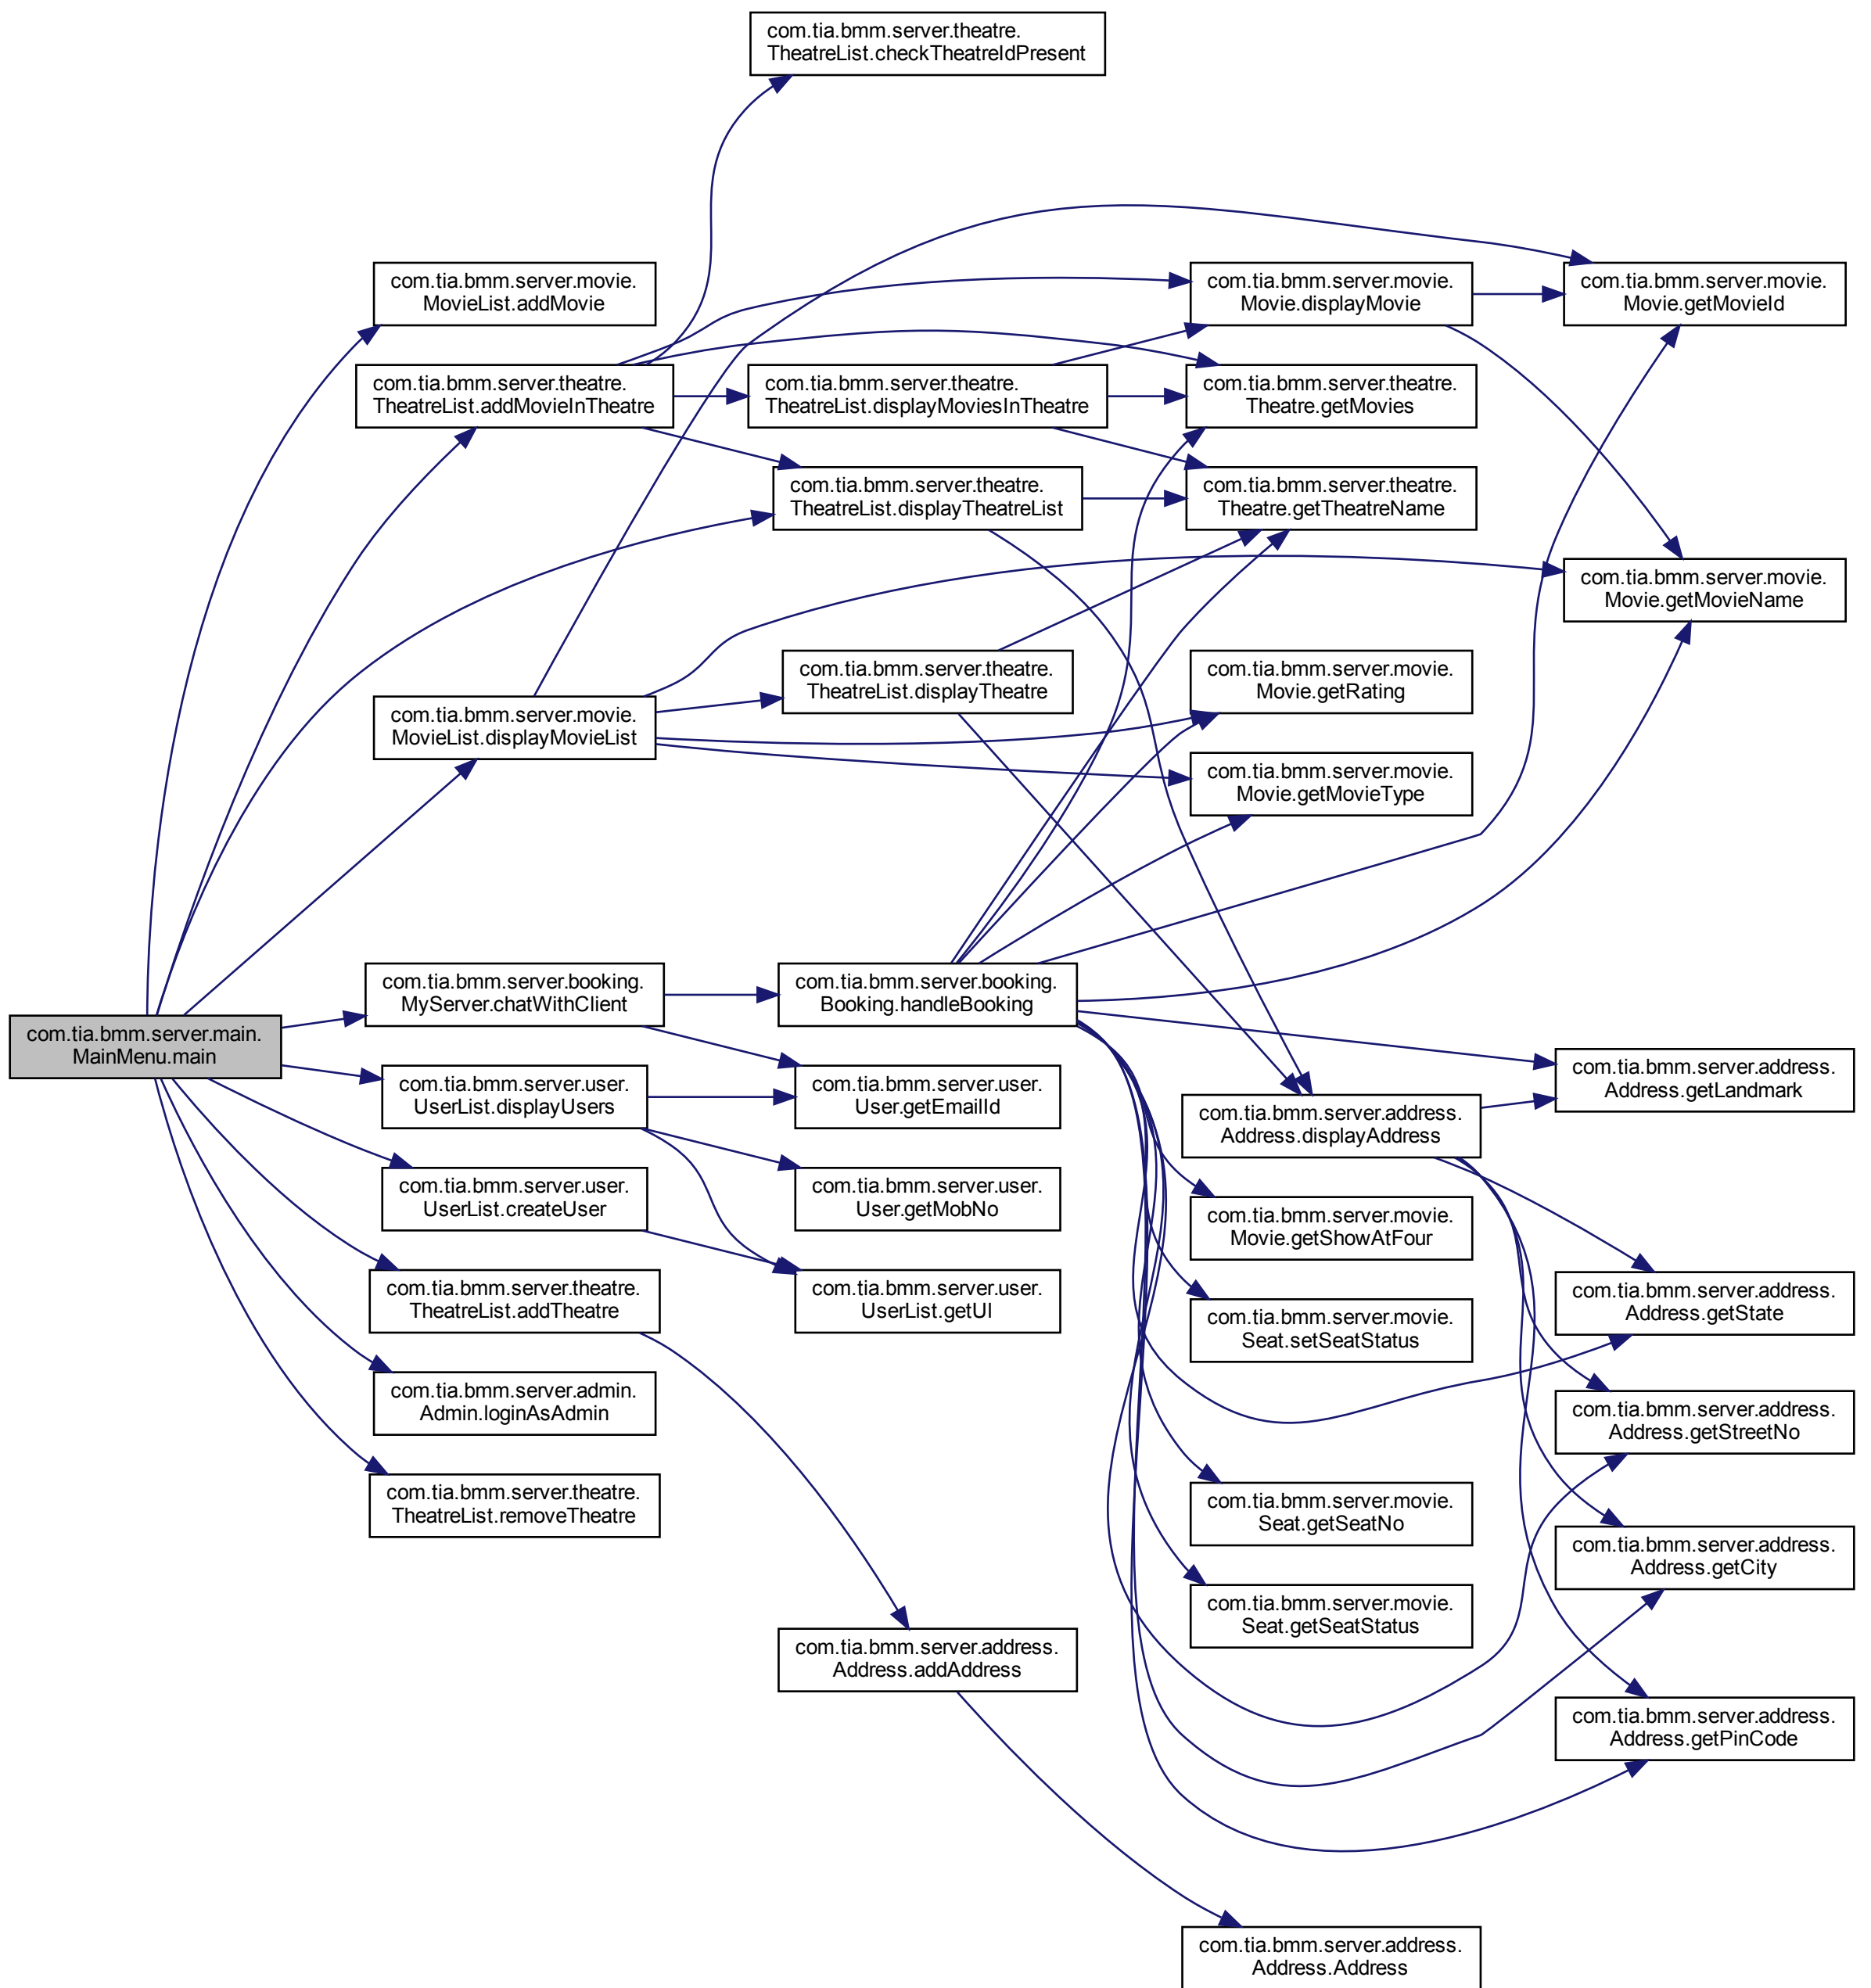 com.tia.bmm.server.theatre.
TheatreList.checkTheatreIdPresent
com.tia.bmm.server.movie.
MovieList.addMovie
com.tia.bmm.server.movie.
Movie.displayMovie
com.tia.bmm.server.movie.
Movie.getMovieId
com.tia.bmm.server.theatre.
TheatreList.addMovieInTheatre
com.tia.bmm.server.theatre.
TheatreList.displayMoviesInTheatre
com.tia.bmm.server.theatre.
Theatre.getMovies
com.tia.bmm.server.theatre.
TheatreList.displayTheatreList
com.tia.bmm.server.theatre.
Theatre.getTheatreName
com.tia.bmm.server.movie.
Movie.getMovieName
com.tia.bmm.server.theatre.
TheatreList.displayTheatre
com.tia.bmm.server.movie.
Movie.getRating
com.tia.bmm.server.movie.
MovieList.displayMovieList
com.tia.bmm.server.movie.
Movie.getMovieType
com.tia.bmm.server.booking.
MyServer.chatWithClient
com.tia.bmm.server.booking.
Booking.handleBooking
com.tia.bmm.server.main.
MainMenu.main
com.tia.bmm.server.address.
Address.getLandmark
com.tia.bmm.server.user.
UserList.displayUsers
com.tia.bmm.server.user.
User.getEmailId
com.tia.bmm.server.address.
Address.displayAddress
com.tia.bmm.server.user.
UserList.createUser
com.tia.bmm.server.user.
User.getMobNo
com.tia.bmm.server.movie.
Movie.getShowAtFour
com.tia.bmm.server.theatre.
TheatreList.addTheatre
com.tia.bmm.server.user.
UserList.getUl
com.tia.bmm.server.movie.
Seat.setSeatStatus
com.tia.bmm.server.address.
Address.getState
com.tia.bmm.server.admin.
Admin.loginAsAdmin
com.tia.bmm.server.address.
Address.getStreetNo
com.tia.bmm.server.theatre.
TheatreList.removeTheatre
com.tia.bmm.server.movie.
Seat.getSeatNo
com.tia.bmm.server.address.
Address.getCity
com.tia.bmm.server.movie.
Seat.getSeatStatus
com.tia.bmm.server.address.
Address.addAddress
com.tia.bmm.server.address.
Address.getPinCode
com.tia.bmm.server.address.
Address.Address